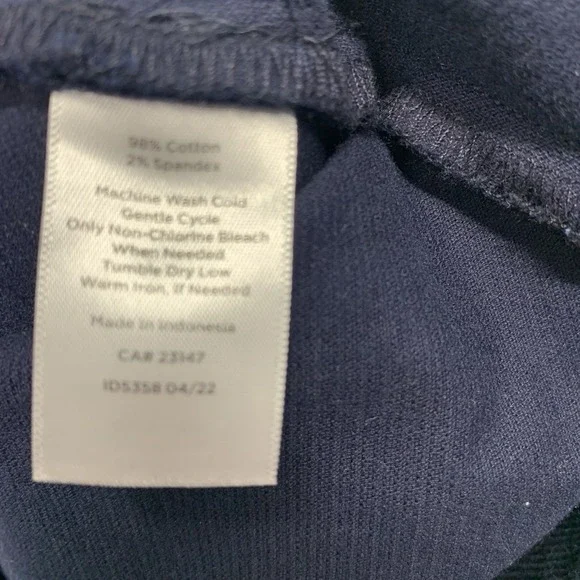 98% Cotton
2% Spandex
Machine Wash Cold
Gentle Cycle
Only Non-Chlorine Bleach
When Needed
Tumble Dry Low
Warm Iron, If Needed
Made in Indonesia
CA# 23147
ID5358 04/22